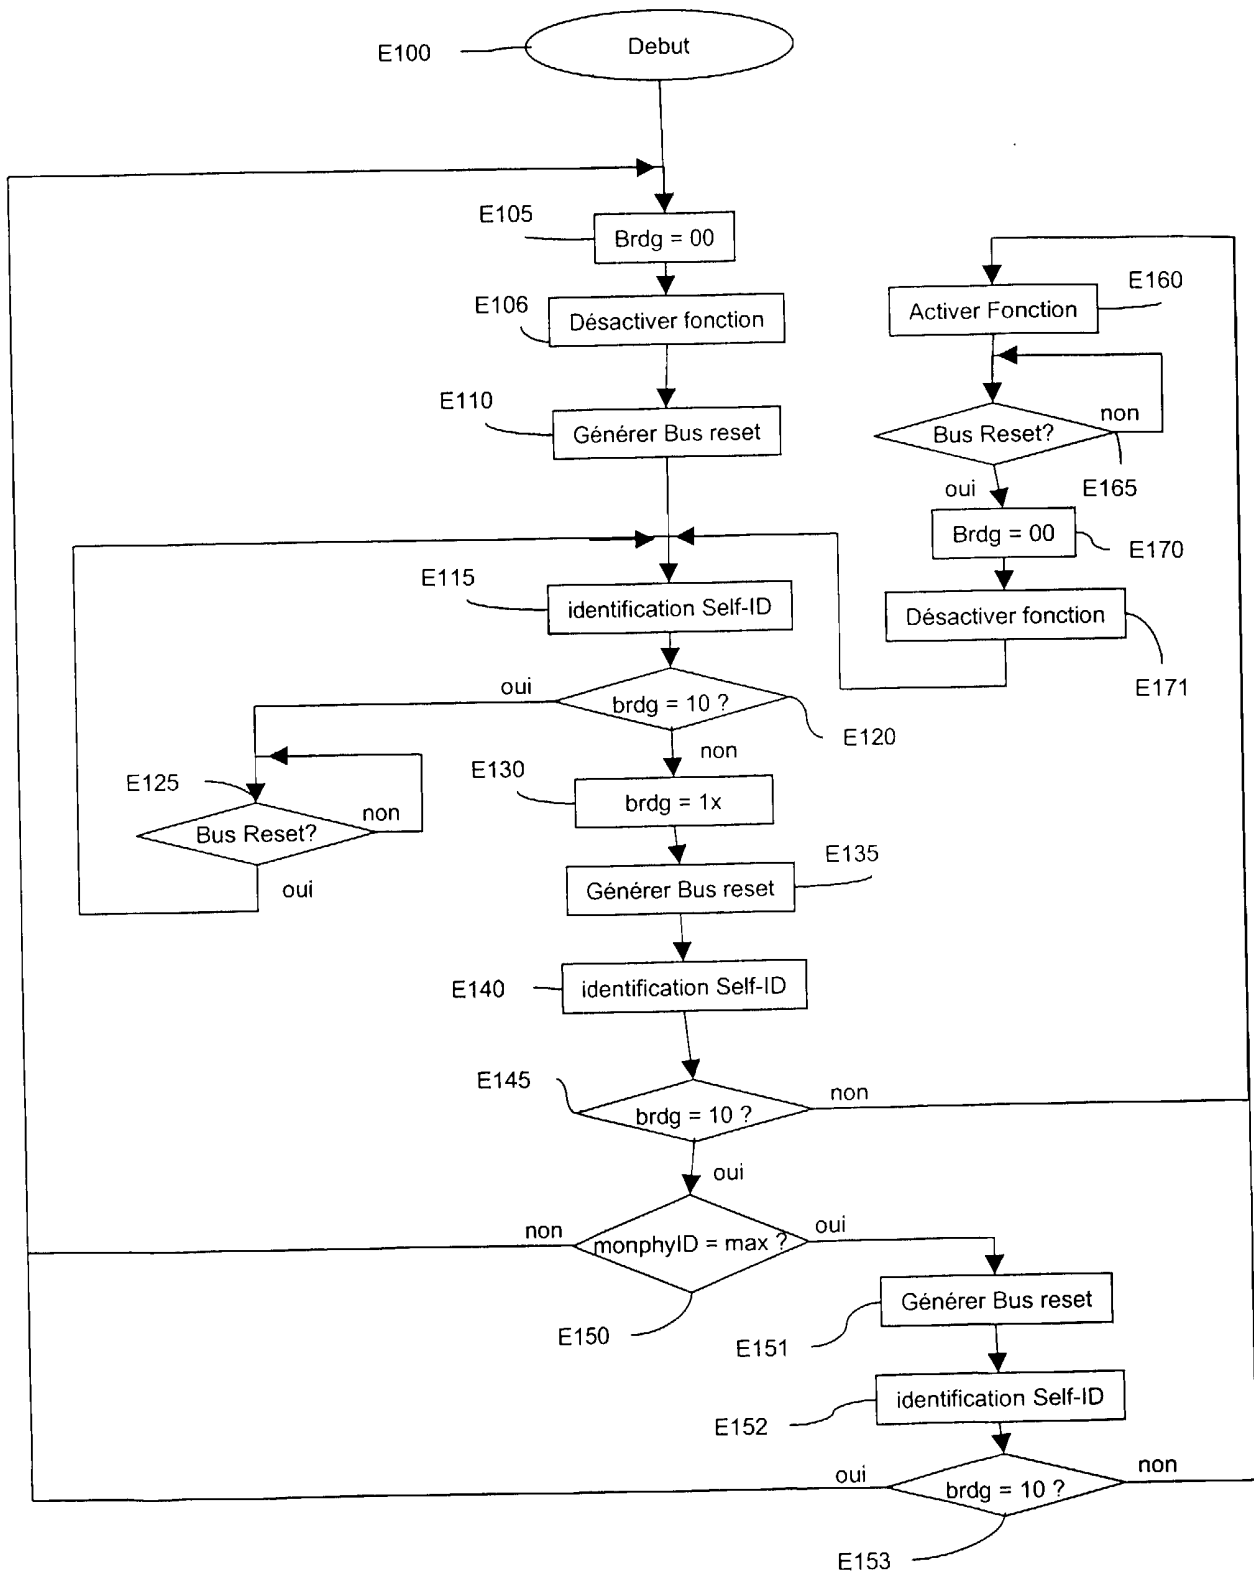 Debut
E100
E105
Brdg = 00
E106
Désactiver fonction
E110
Générer Bus reset
E160
Activer Fonction
non
Bus Reset?
E165
oui
Brdg = 00
E170
Désactiver fonction
E171
E115
identification Self-ID
oui
brdg = 10 ?
E120
non
E125
Bus Reset?
non
oui
E130
brdg = 1x
E135
Générer Bus reset
E140
identification Self-ID
E145
brdg = 10 ?
non
oui
non
monphyID = max ?
oui
E150
Générer Bus reset
E151
identification Self-ID
E152
oui
brdg = 10 ?
non
E153